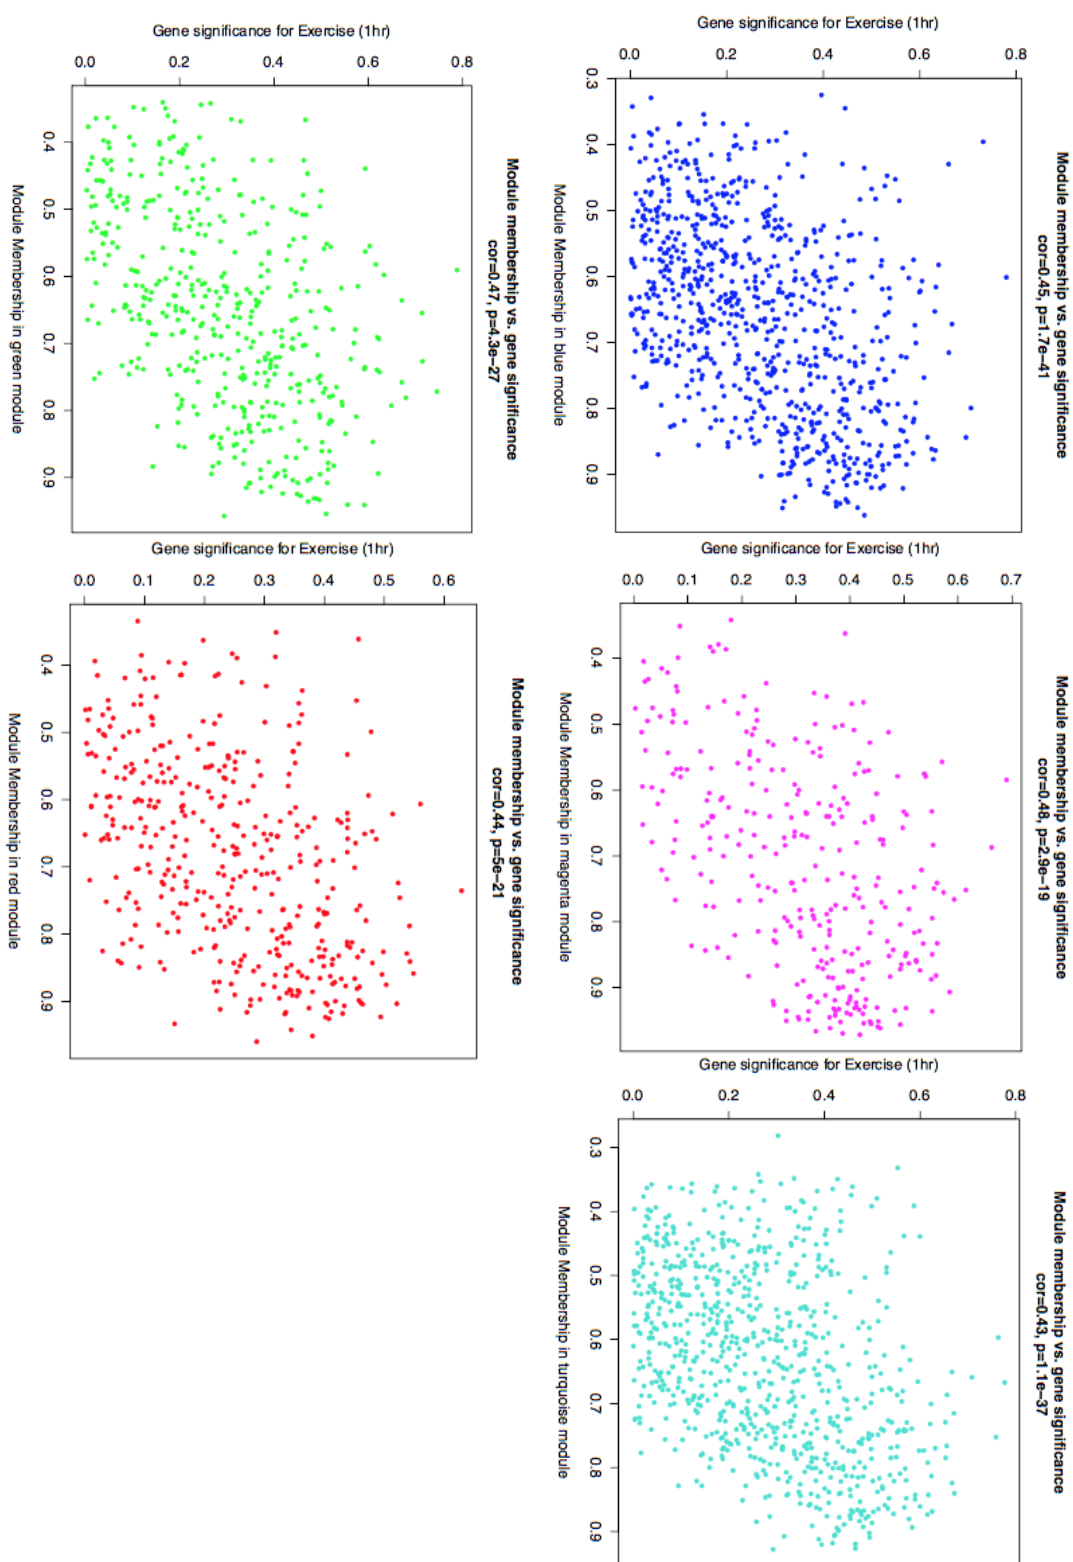 Module membership vs. gene significance
cor=0.45, p=1.7e−41
Gene significance for Exercise (1hr)
0.0 0.2 0.4 0.6 0.8
0.3 0.4 0.5 0.6 0.7 0.8 0.9
Module Membership in blue module
Module membership vs. gene significance
cor=0.48, p=2.9e−19
Gene significance for Exercise (1hr)
0.0 0.1 0.2 0.3 0.4 0.5 0.6 0.7
0.4 0.5 0.6 0.7 0.8 0.9
Module Membership in magenta module
Module membership vs. gene significance
cor=0.43, p=1.1e−37
Gene significance for Exercise (1hr)
0.0 0.2 0.4 0.6 0.8
0.3 0.4 0.5 0.6 0.7 0.8 0.9
Module Membership in turquoise module
Module membership vs. gene significance
cor=0.47, p=4.3e−27
Gene significance for Exercise (1hr)
0.0 0.2 0.4 0.6 0.8
0.4 0.5 0.6 0.7 0.8 0.9
Module Membership in green module
Module membership vs. gene significance
cor=0.44, p=5e−21
Gene significance for Exercise (1hr)
0.0 0.1 0.2 0.3 0.4 0.5 0.6
0.4 0.5 0.6 0.7 0.8 0.9
Module Membership in red module